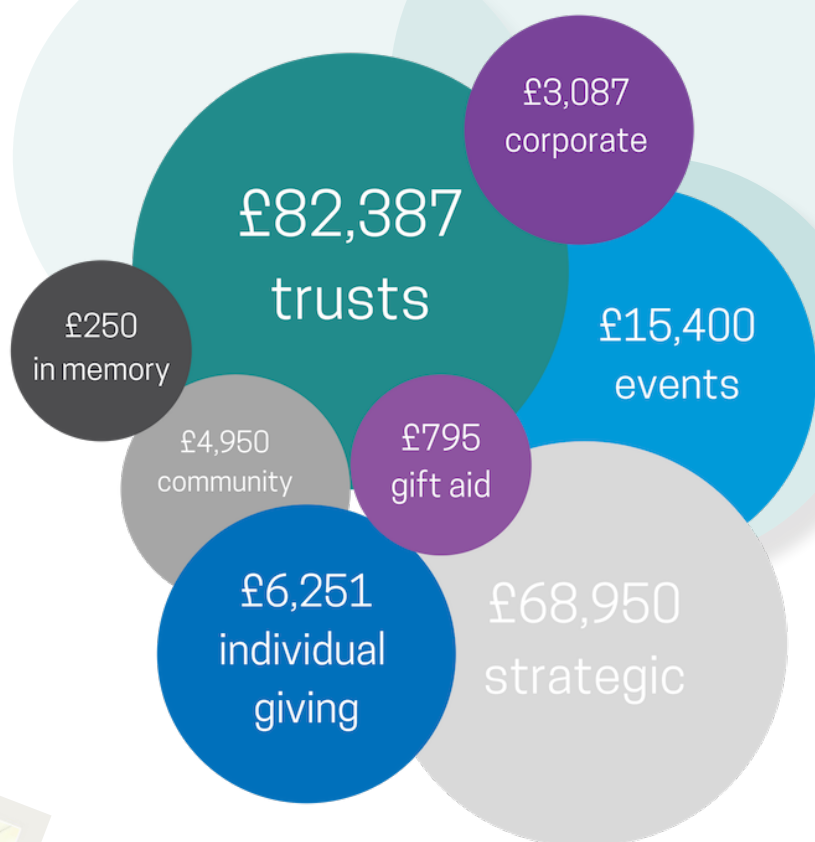 £3,087
corporate
£82,387
trusts
£15,400
events
£250
in memory
£4,950
community
£795
gift aid
£6,251
individual
giving
£68,950
strategic